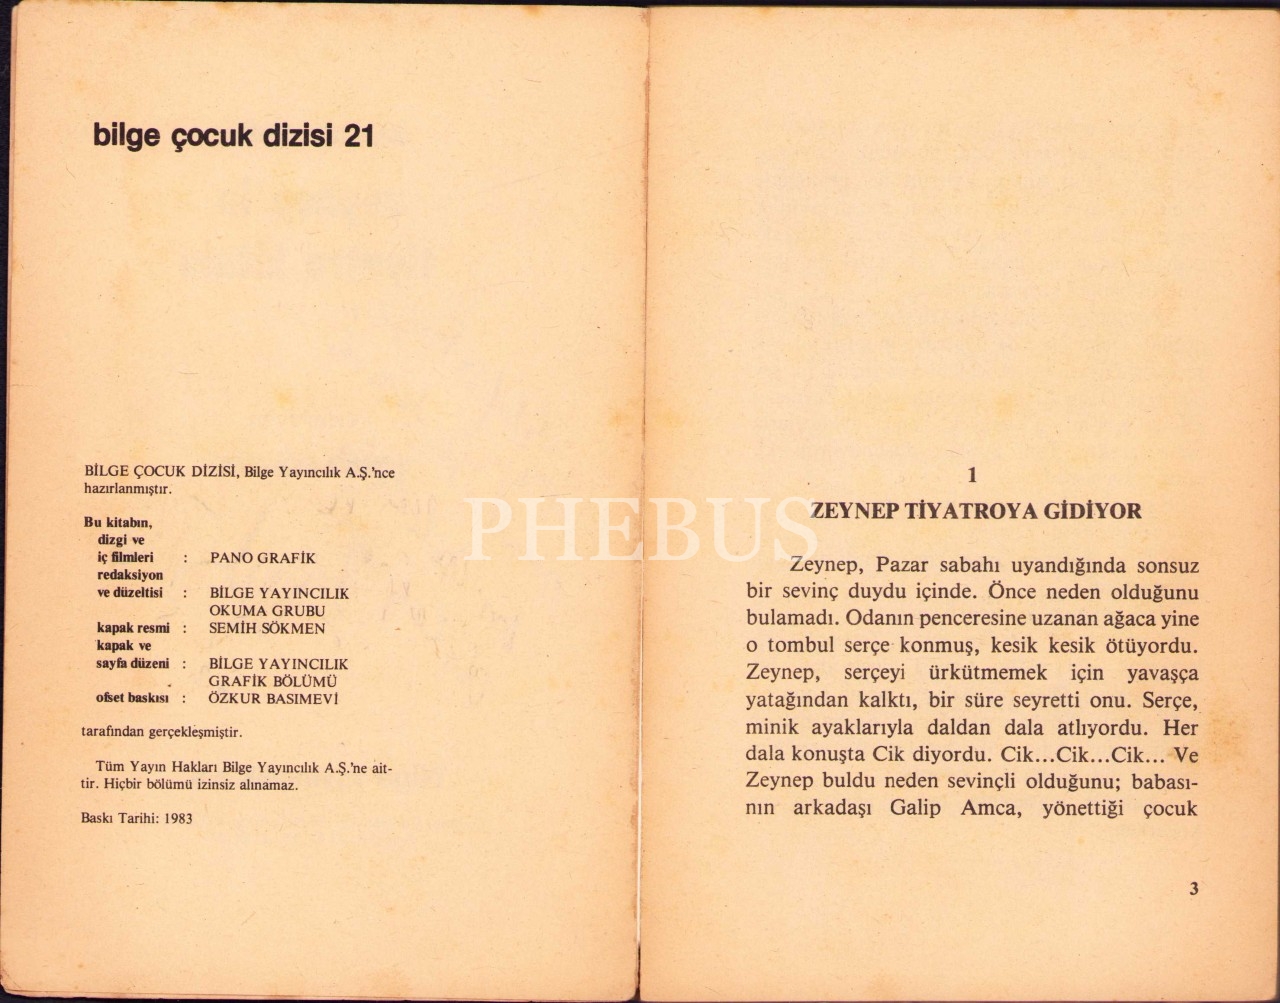 bilge çocuk dizisi 21
BİLGE ÇOCUK DİZİSİ, Bilge Yayıncılık A.Ş.'nce
hazırlanmıştır.
Bu kitabın,
dizgi ve
iç filmleri : PANO GRAFİK
redaksiyon
ve düzeltisi : BİLGE YAYINCILIK
OKUMA GRUBU
kapak resmi : SEMİH SÖKMEN
kapak ve
sayfa düzeni : BİLGE YAYINCILIK
GRAFİK BÖLÜMÜ
ofset baskısı : ÖZKUR BASIMEVİ
tarafından gerçekleşmiştir.
Tüm Yayın Hakları Bilge Yayıncılık A.Ş.'ne ait-
tir. Hiçbir bölümü izinsiz alınamaz.
Baskı Tarihi: 1983
PHEBUS
1
ZEYNEP TİYATROYA GİDİYOR
Zeynep, Pazar sabahı uyandığında sonsuz
bir sevinç duydu içinde. Önce neden olduğunu
bulamadı. Odanın penceresine uzanan ağaca yine
o tombul serçe konmuş, kesik kesik ötüyordu.
Zeynep, serçeyi ürkütmemek için yavaşça
yatağından kalktı, bir süre seyretti onu. Serçe,
minik ayaklarıyla daldan dala atlıyordu. Her
dala konuşta Cik diyordu. Cik...Cik...Cik... Ve
Zeynep buldu neden sevinçli olduğunu; babası-
nın arkadaşı Galip Amca, yönettiği çocuk
3